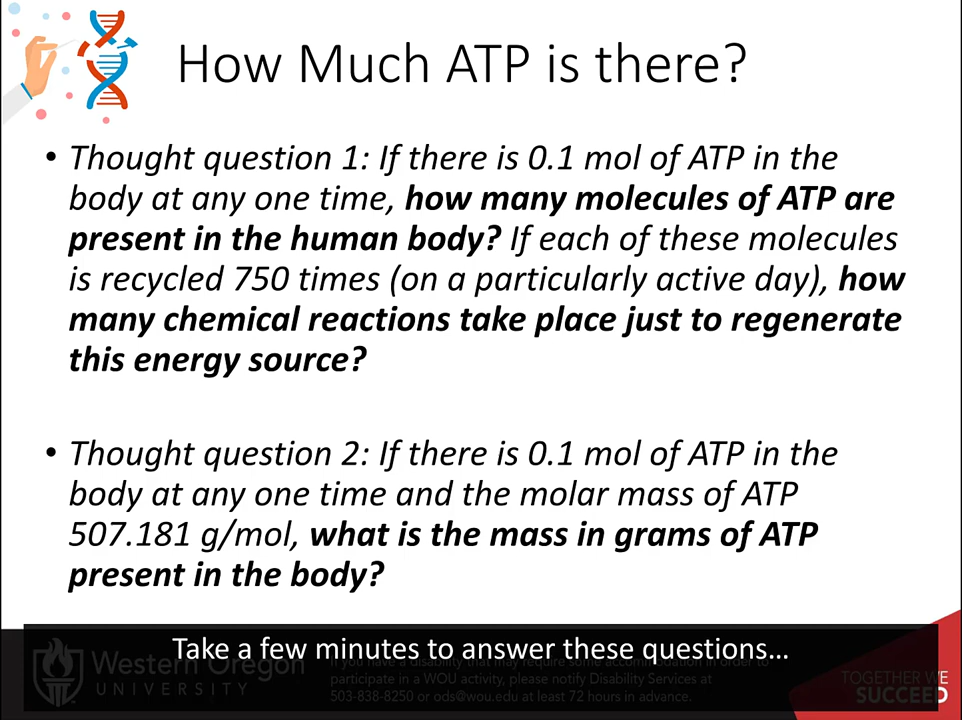 How Much ATP is there?
• Thought question 1: If there is 0.1 mol of ATP in the
body at any one time, how many molecules of ATP are
present in the human body? If each of these molecules
is recycled 750 times (on a particularly active day), how
many chemical reactions take place just to regenerate
this energy source?
• Thought question 2: If there is 0.1 mol of ATP in the
body at any one time and the molar mass of ATP
507.181 g/mol, what is the mass in grams of ATP
present in the body?
Take a few minutes to answer these questions…
Western Oregon
UNIVERSITY
If you have a disability that may require some accommodation in order to
participate in a WOU activity, please notify Disability Services at
503-838-8250 or ods@wou.edu at least 72 hours in advance.
TOGETHER WE
SUCCEED